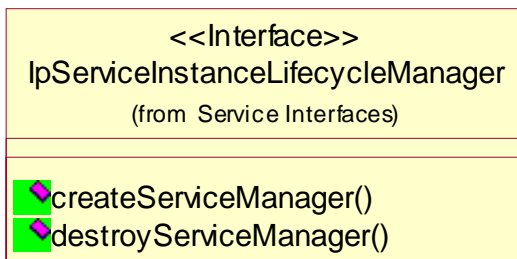 <<Interface>>
IpServiceInstanceLifecycleManager
(from Service Interfaces)
createServiceManager()
destroyServiceManager()